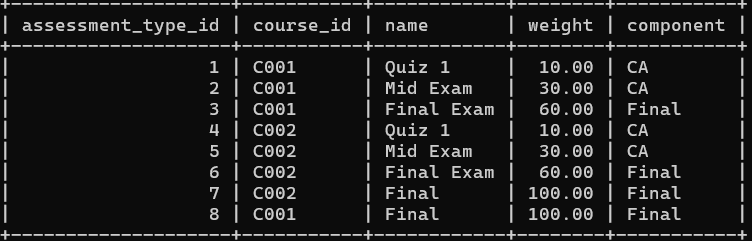 +--------------------+-----------+------------+--------+-----------+
| assessment_type_id | course_id | name       | weight | component |
+--------------------+-----------+------------+--------+-----------+
|                  1 | C001      | Quiz 1     |  10.00 | CA        |
|                  2 | C001      | Mid Exam   |  30.00 | CA        |
|                  3 | C001      | Final Exam |  60.00 | Final     |
|                  4 | C002      | Quiz 1     |  10.00 | CA        |
|                  5 | C002      | Mid Exam   |  30.00 | CA        |
|                  6 | C002      | Final Exam |  60.00 | Final     |
|                  7 | C002      | Final      | 100.00 | Final     |
|                  8 | C001      | Final      | 100.00 | Final     |
+--------------------+-----------+------------+--------+-----------+